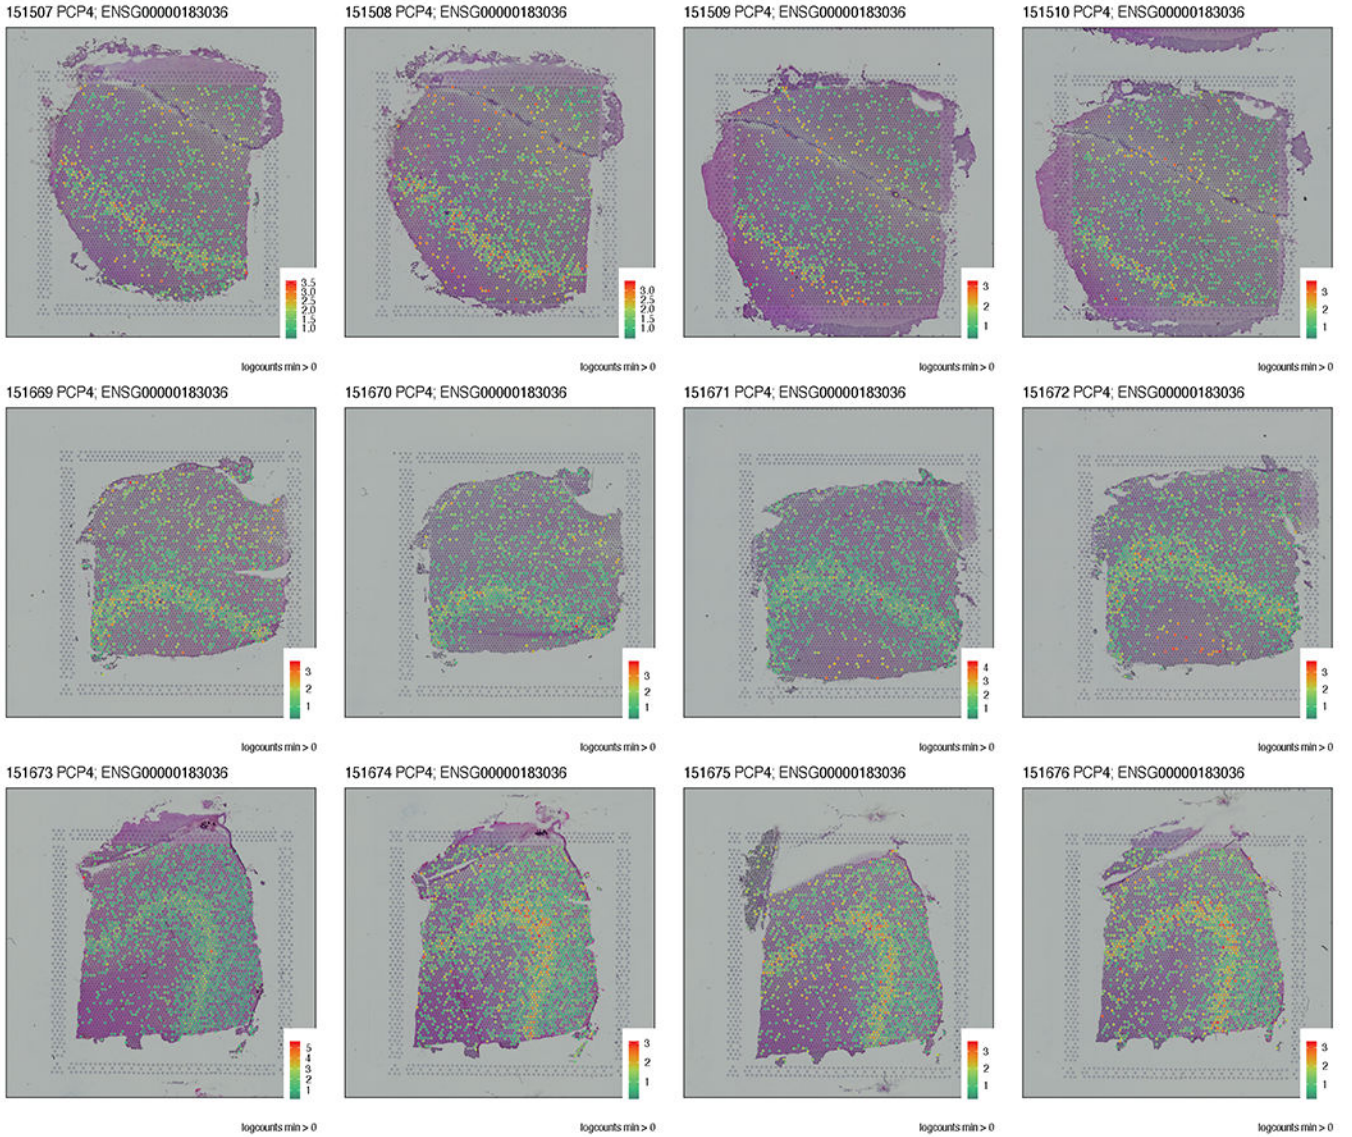 151507 PCP4; ENSG00000183036
151508 PCP4; ENSG00000183036
151509 PCP4; ENSG00000183036
151510 PCP4; ENSG00000183036
3.5
3.0
2.5
2.0
1.5
1.0
3.0
2.5
2.0
1.5
1.0
3
2
1
3
2
1
logcounts min > 0
logcounts min > 0
logcounts min > 0
logcounts min > 0
151669 PCP4; ENSG00000183036
151670 PCP4; ENSG00000183036
151671 PCP4; ENSG00000183036
151672 PCP4; ENSG00000183036
3
2
1
3
2
1
4
3
2
1
3
2
1
logcounts min > 0
logcounts min > 0
logcounts min > 0
logcounts min > 0
151673 PCP4; ENSG00000183036
151674 PCP4; ENSG00000183036
151675 PCP4; ENSG00000183036
151676 PCP4; ENSG00000183036
5
4
3
2
1
3
2
1
3
2
1
3
2
1
logcounts min > 0
logcounts min > 0
logcounts min > 0
logcounts min > 0